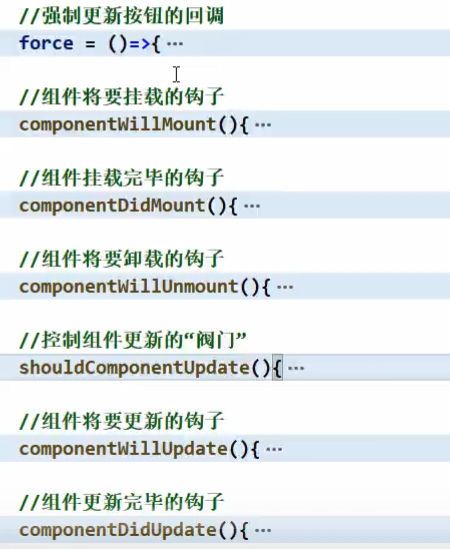 //强制更新按钮的回调
force = ()=>{ ···
//组件将要挂载的钩子
componentWillMount(){ ···
//组件挂载完毕的钩子
componentDidMount(){ ···
//组件将要卸载的钩子
componentWillUnmount(){ ···
//控制组件更新的“阀门”
shouldComponentUpdate(){ ···
//组件将要更新的钩子
componentWillUpdate(){ ···
//组件更新完毕的钩子
componentDidUpdate(){ ···